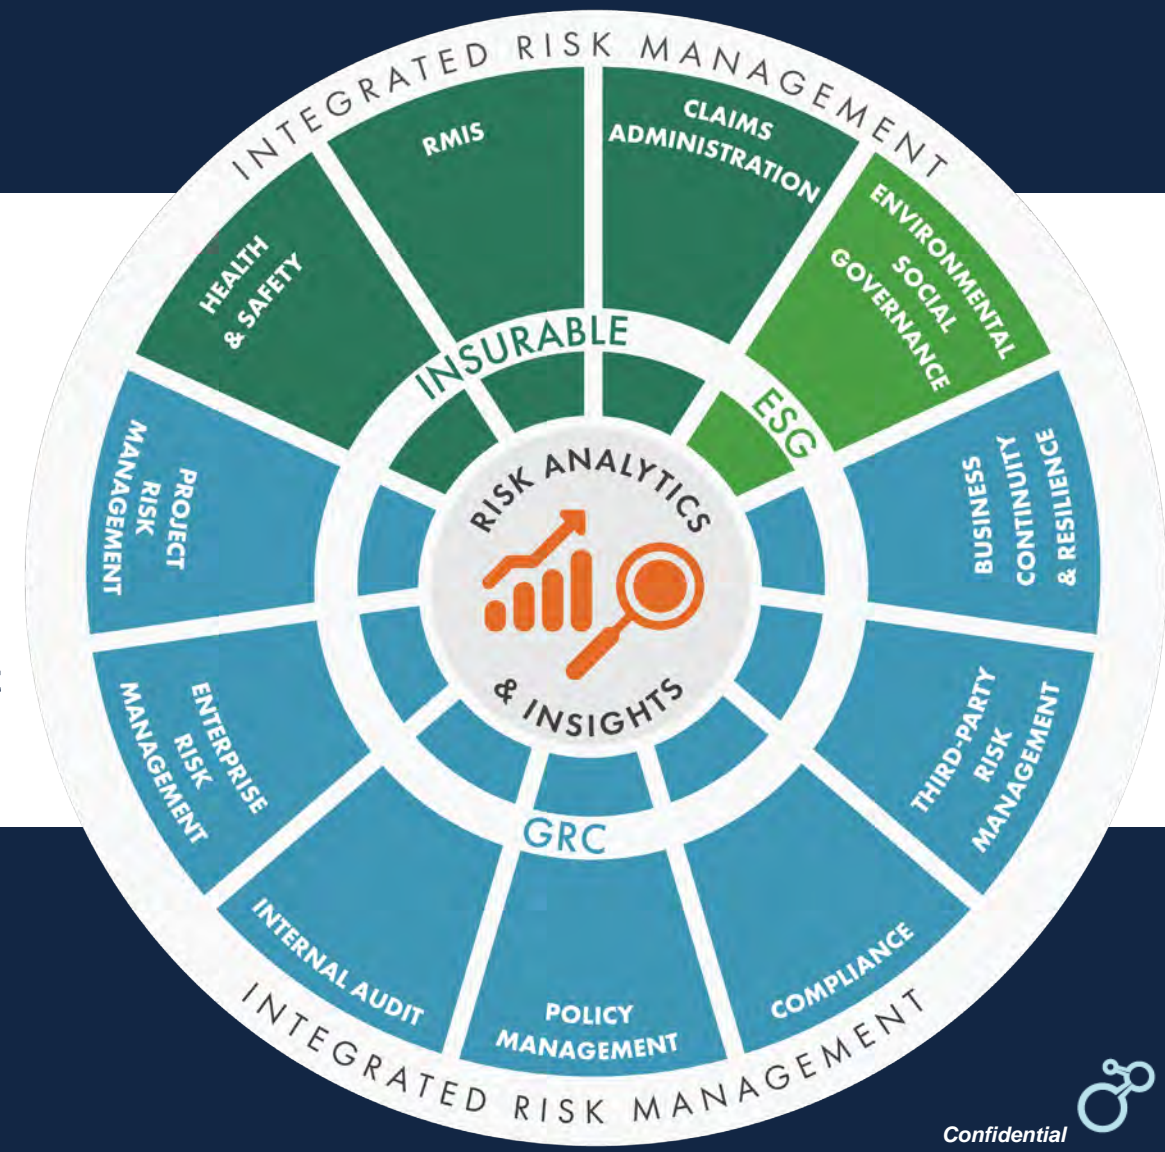 INTEGRATED RISK MANAGEMENT
RMIS
CLAIMS
ADMINISTRATION
ENVIRONMENTAL
SOCIAL
GOVERNANCE
HEALTH
& SAFETY
INSURABLE
ESG
PROJECT
RISK
MANAGEMENT
RISK ANALYTICS
& INSIGHTS
BUSINESS
CONTINUITY
& RESILIENCE
ENTERPRISE
RISK
MANAGEMENT
THIRD-PARTY
RISK
MANAGEMENT
GRC
INTERNAL AUDIT
POLICY
MANAGEMENT
COMPLIANCE
INTEGRATED RISK MANAGEMENT
Confidential